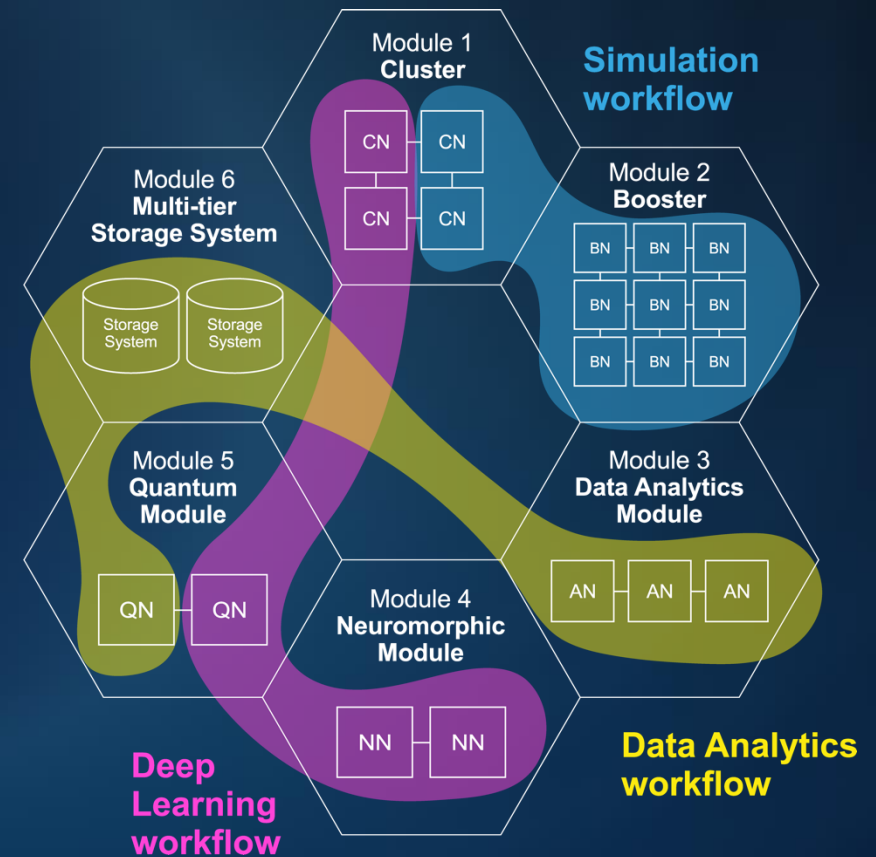 Module 1
Cluster
CN
CN
CN
CN
Simulation
workflow
Module 2
Booster
BN
BN
BN
BN
BN
BN
BN
BN
BN
Module 6
Multi-tier
Storage System
Storage
System
Storage
System
Module 5
Quantum
Module
QN
QN
Module 4
Neuromorphic
Module
NN
NN
Module 3
Data Analytics
Module
AN
AN
AN
Deep
Learning
workflow
Data Analytics
workflow